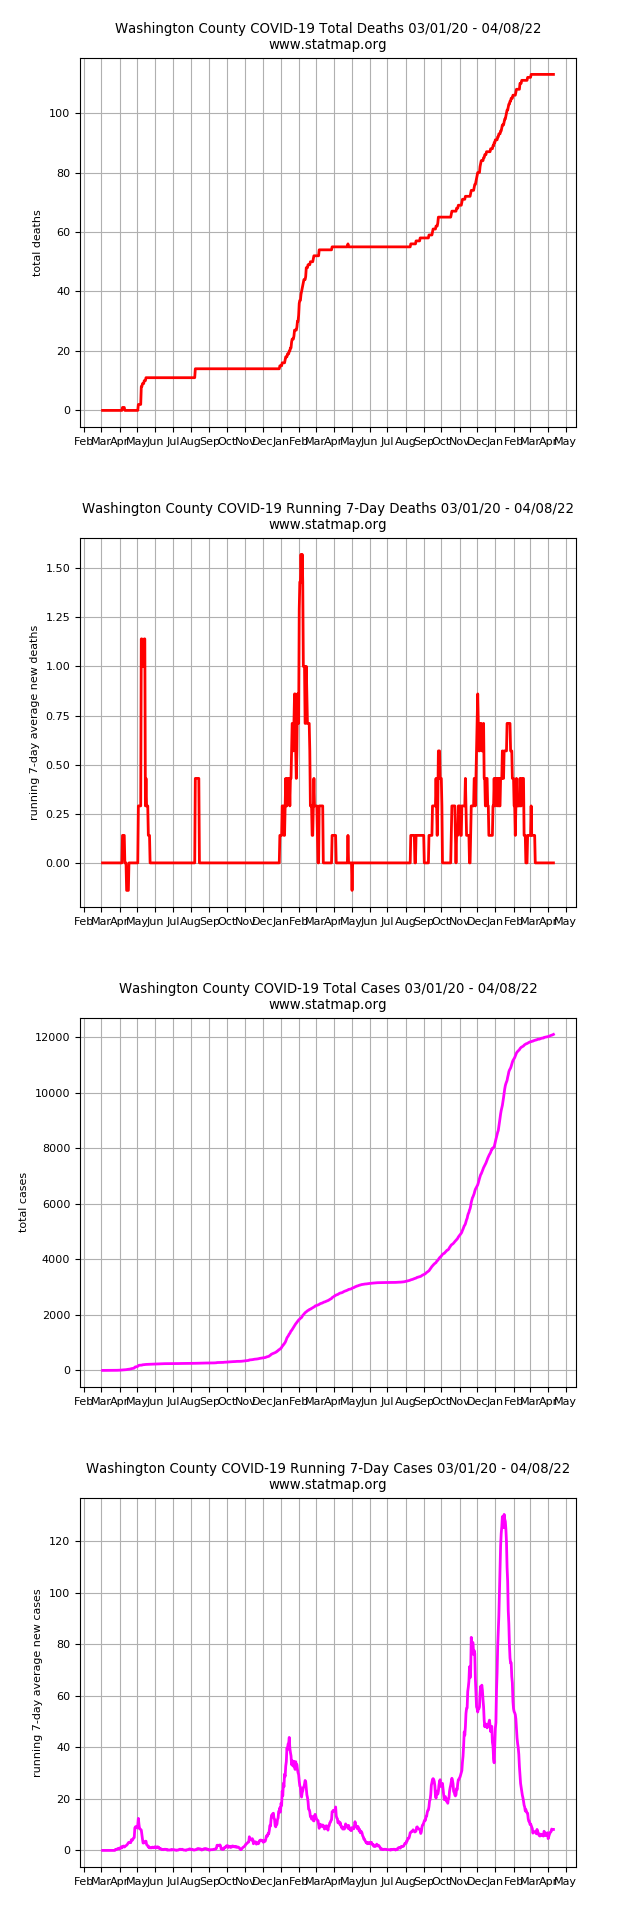 Washington County COVID-19 Total Deaths 03/01/20 - 04/08/22
www.statmap.org
total deaths
100
80
60
40
20
0
Feb Mar Apr May Jun Jul Aug Sep Oct Nov Dec Jan Feb Mar Apr May Jun Jul Aug Sep Oct Nov Dec Jan Feb Mar Apr May
Washington County COVID-19 Running 7-Day Deaths 03/01/20 - 04/08/22
www.statmap.org
running 7-day average new deaths
1.50
1.25
1.00
0.75
0.50
0.25
0.00
Feb Mar Apr May Jun Jul Aug Sep Oct Nov Dec Jan Feb Mar Apr May Jun Jul Aug Sep Oct Nov Dec Jan Feb Mar Apr May
Washington County COVID-19 Total Cases 03/01/20 - 04/08/22
www.statmap.org
total cases
12000
10000
8000
6000
4000
2000
0
Feb Mar Apr May Jun Jul Aug Sep Oct Nov Dec Jan Feb Mar Apr May Jun Jul Aug Sep Oct Nov Dec Jan Feb Mar Apr May
Washington County COVID-19 Running 7-Day Cases 03/01/20 - 04/08/22
www.statmap.org
running 7-day average new cases
120
100
80
60
40
20
0
Feb Mar Apr May Jun Jul Aug Sep Oct Nov Dec Jan Feb Mar Apr May Jun Jul Aug Sep Oct Nov Dec Jan Feb Mar Apr May